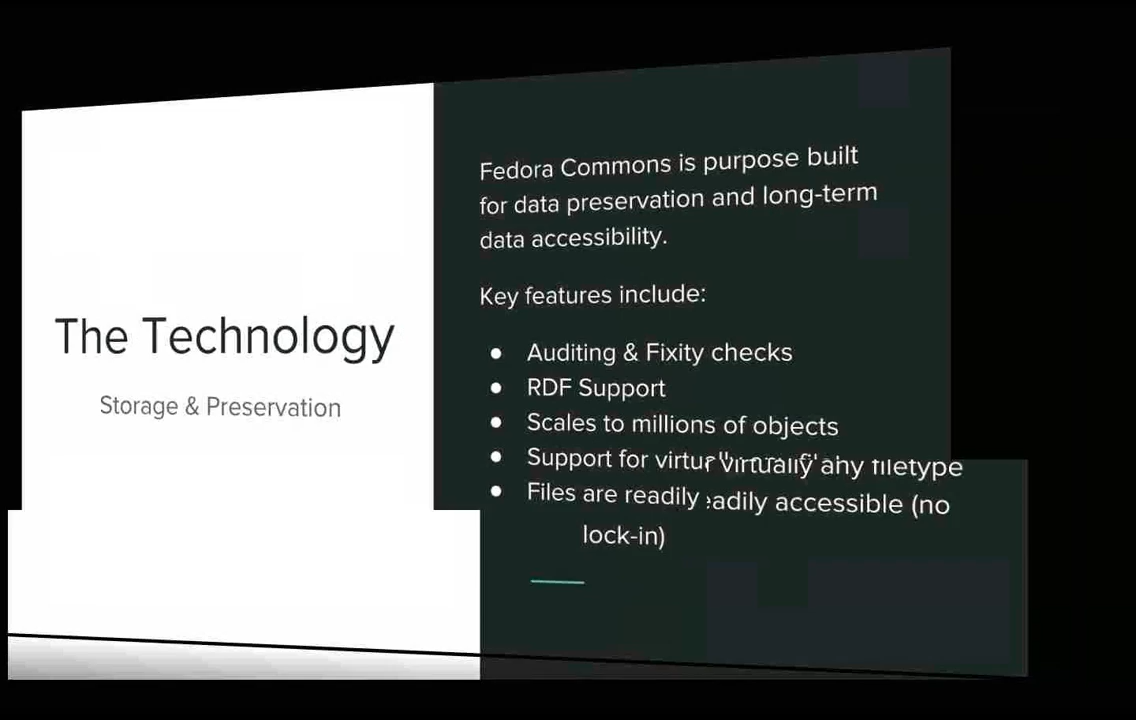 The Technology
Storage & Preservation
Fedora Commons is purpose built
for data preservation and long-term
data accessibility.
Key features include:
● Auditing & Fixity checks
● RDF Support
● Scales to millions of objects
● Support for virtually any filetype
● Files are readily accessible (no
lock-in)